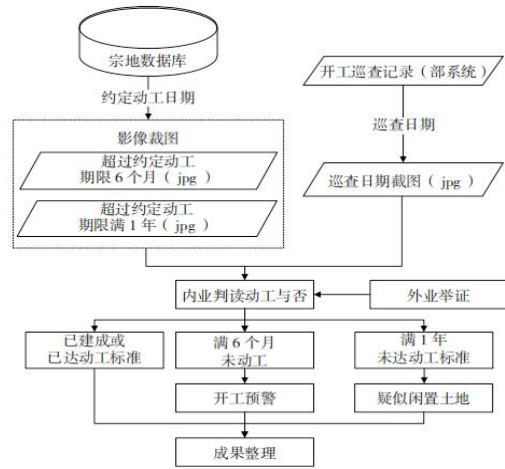 宗地数据库
开工巡查记录（部系统）
约定动工日期
巡查日期
影像裁图
超过约定动工
期限6个月（jpg）
超过约定动工
期限满1年（jpg）
巡查日期截图（jpg）
内业判读动工与否
外业举证
已建成或
已达动工标准
满6个月
未动工
满1年
未达动工标准
开工预警
疑似闲置土地
成果整理